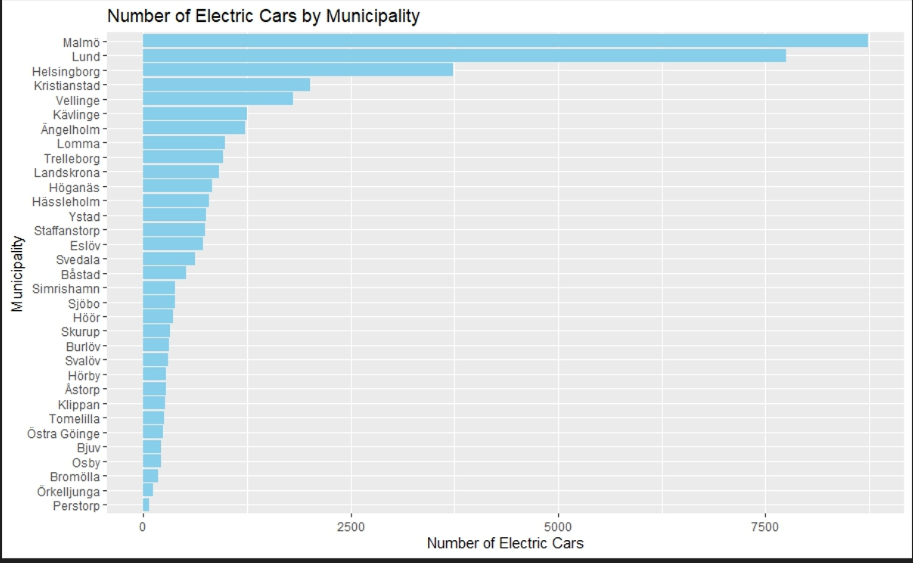 Number of Electric Cars by Municipality
Malmö
Lund
Helsingborg
Kristianstad
Vellinge
Kävlinge
Ängelholm
Lomma
Trelleborg
Landskrona
Höganäs
Hässleholm
Ystad
Staffanstorp
Eslöv
Svedala
Båstad
Simrishamn
Sjöbo
Höör
Skurup
Burlöv
Svalöv
Hörby
Åstorp
Klippan
Tomelilla
Östra Göinge
Bjuv
Osby
Bromölla
Örkelljunga
Perstorp
Municipality
0 2500 5000 7500
Number of Electric Cars